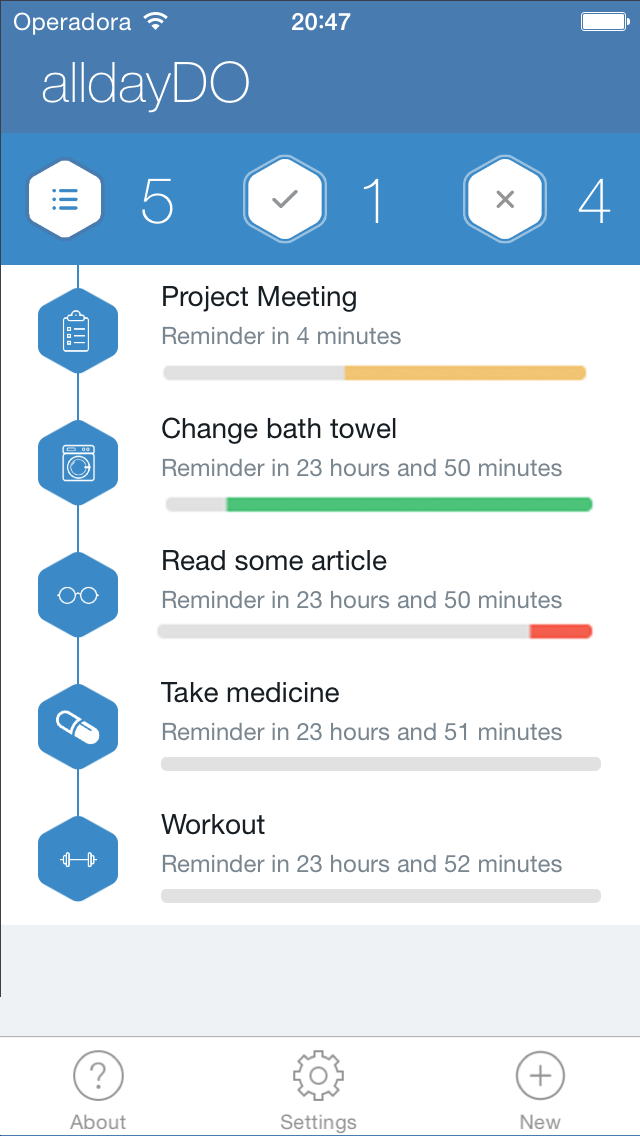 Operadora 20:47
alldayDO
5 1 4
Project Meeting
Reminder in 4 minutes
Change bath towel
Reminder in 23 hours and 50 minutes
Read some article
Reminder in 23 hours and 50 minutes
Take medicine
Reminder in 23 hours and 51 minutes
Workout
Reminder in 23 hours and 52 minutes
About Settings New